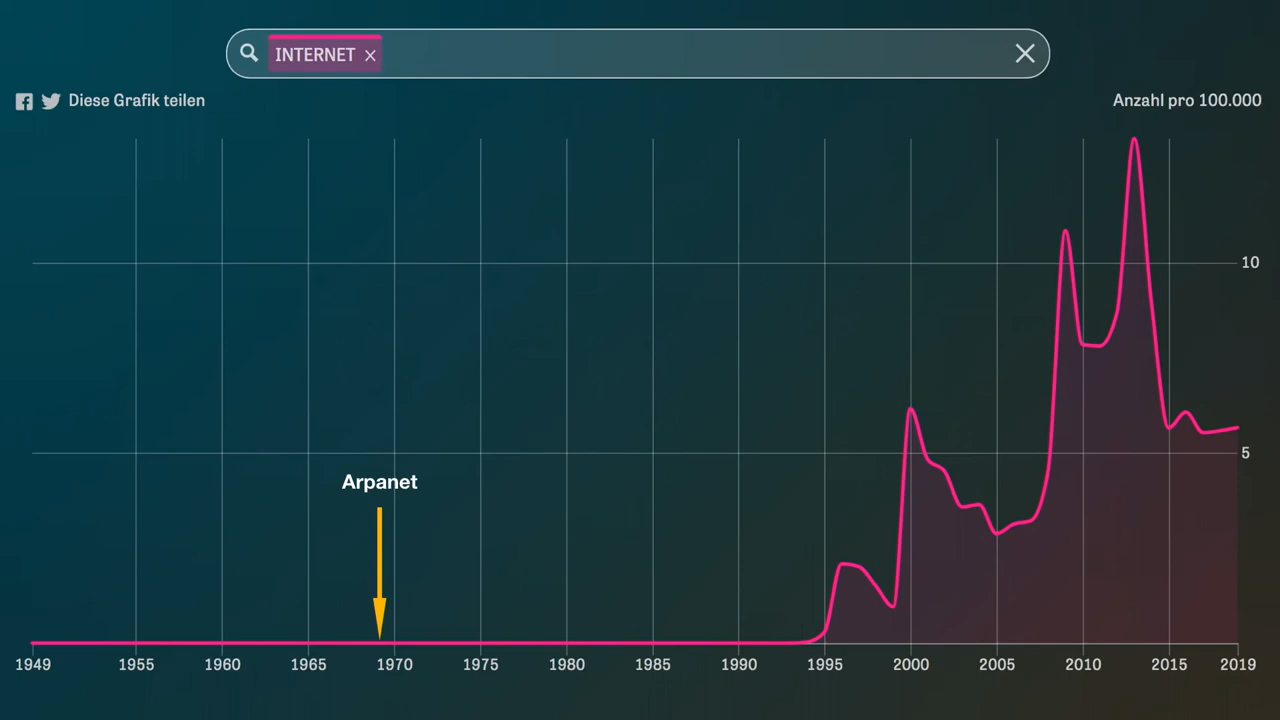 INTERNET ×
Diese Grafik teilen
Anzahl pro 100.000
10
5
Arpanet
1949 1955 1960 1965 1970 1975 1980 1985 1990 1995 2000 2005 2010 2015 2019